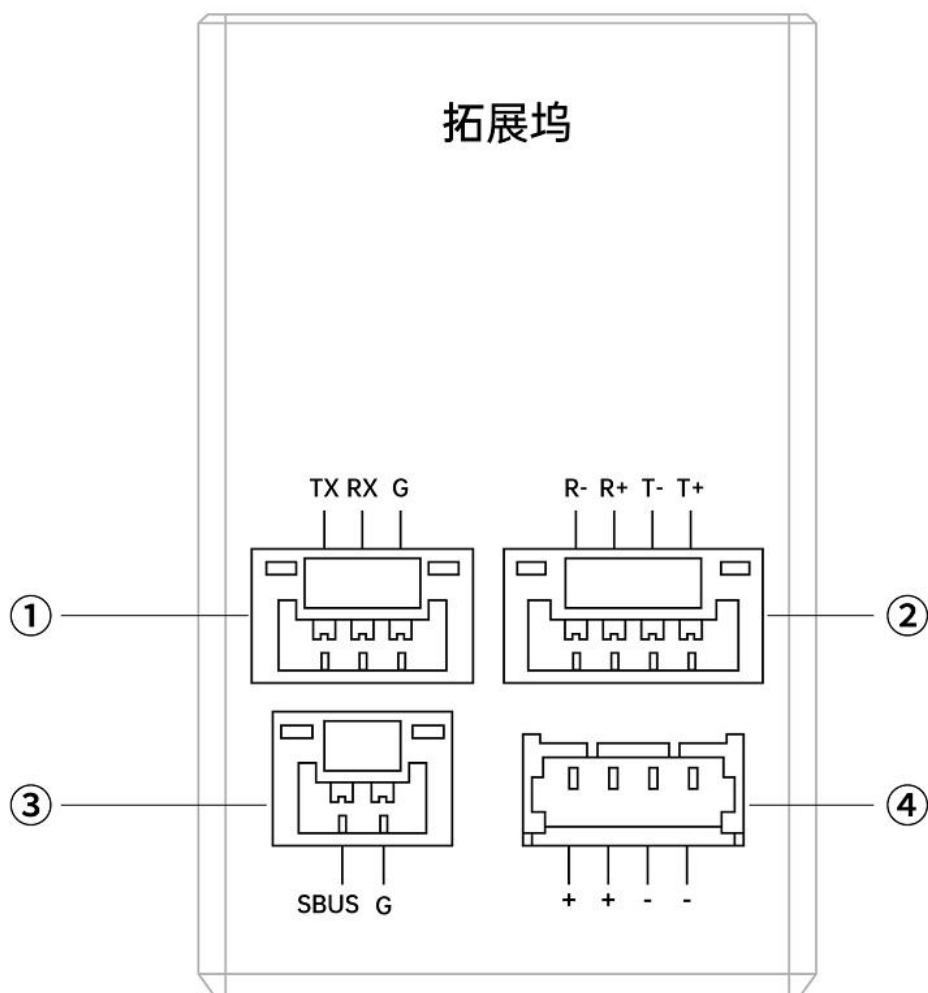 拓展坞
TX RX G
R- R+ T- T+
① ②
③ ④
SBUS G
+ + - -